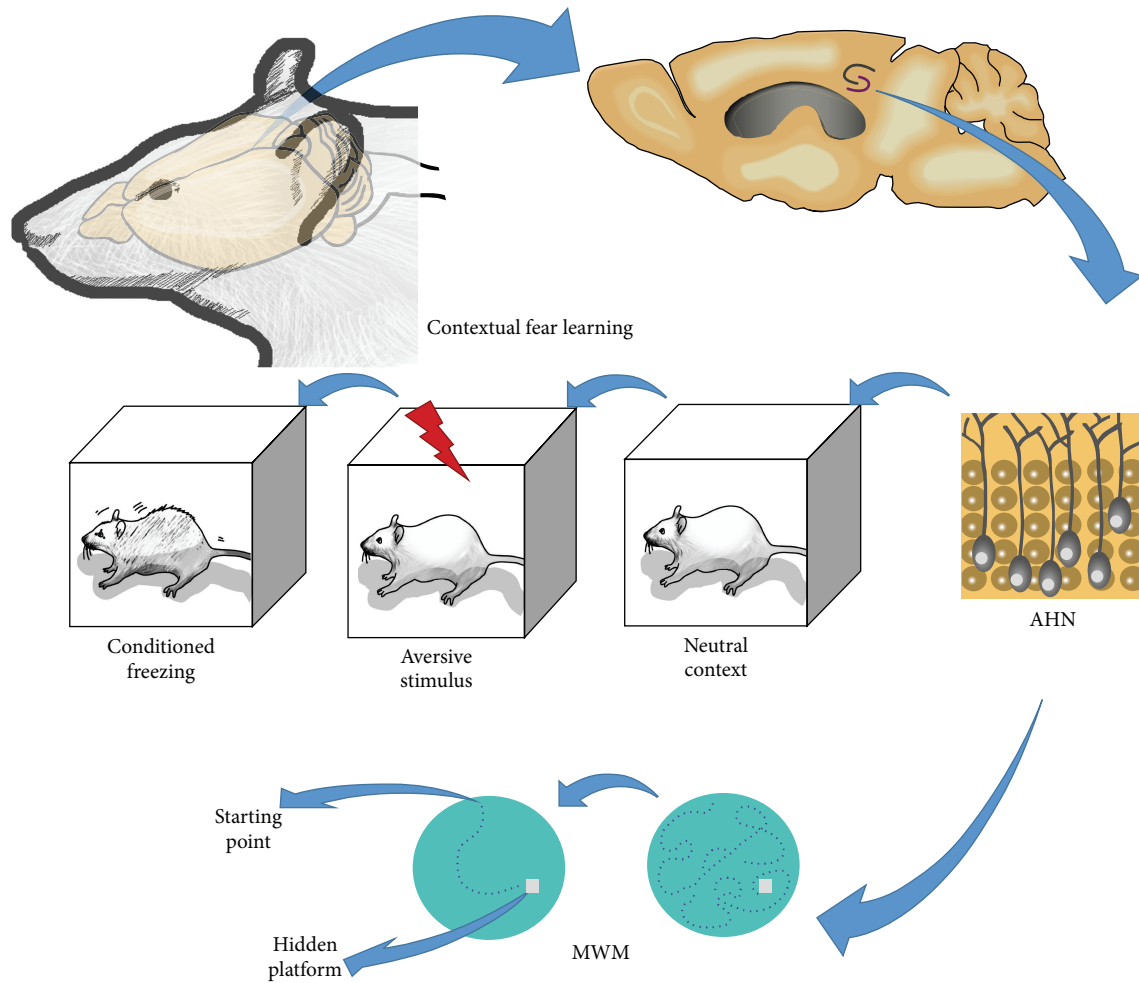 Contextual fear learning
Conditioned
freezing
Aversive
stimulus
Neutral
context
AHN
Starting
point
Hidden
platform
MWM